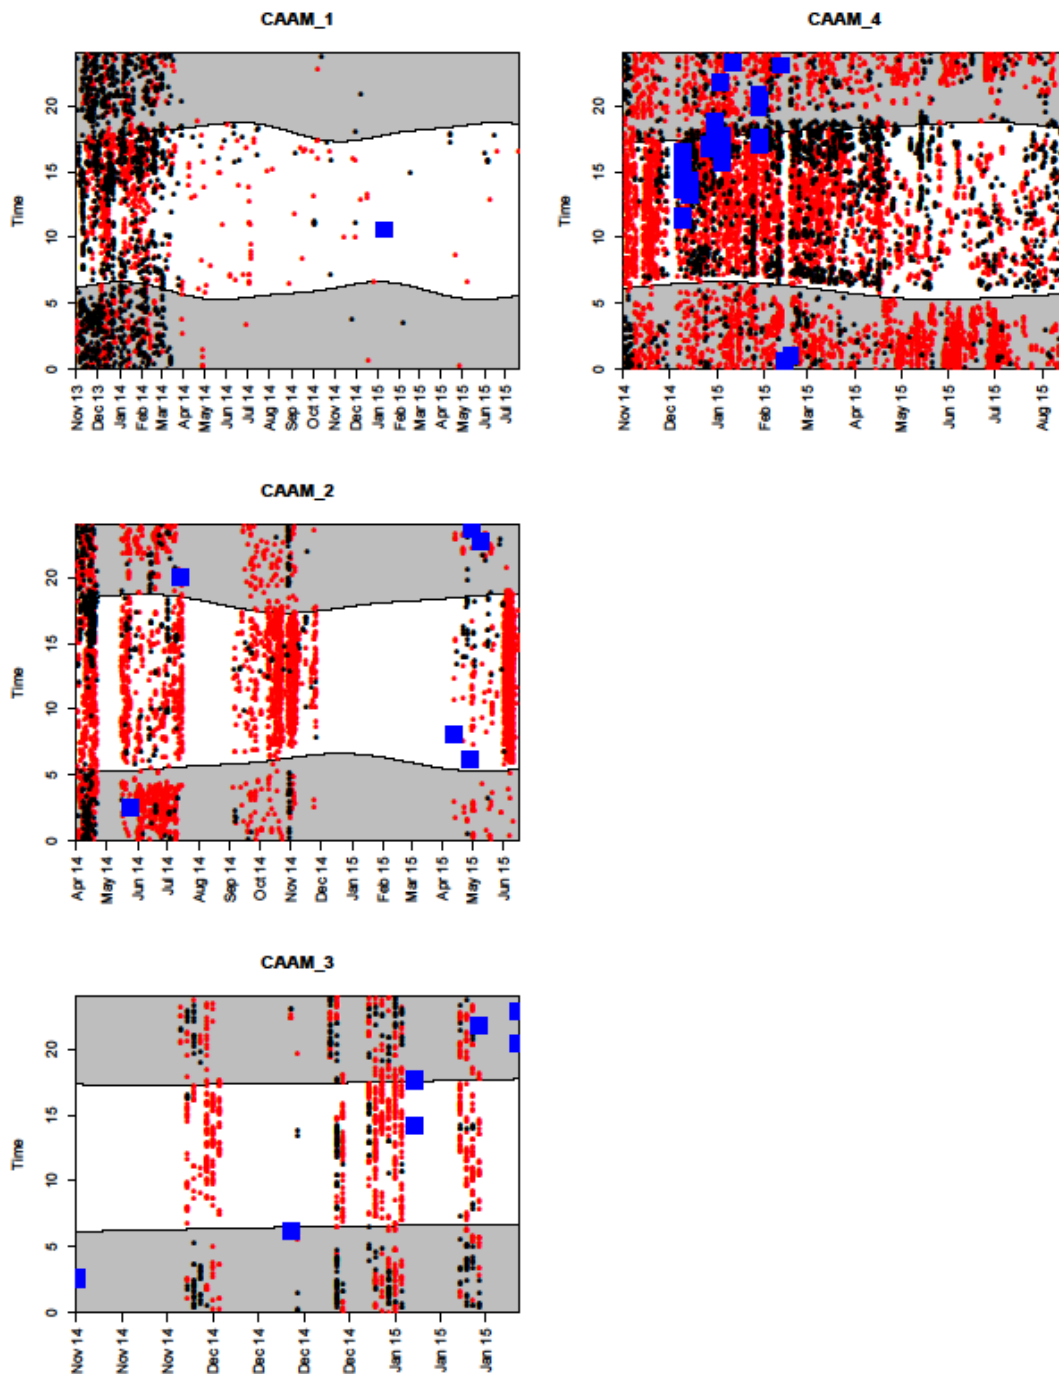 CAAM_1
Time
0 5 10 15 20
Nov 13 Dec 13 Jan 14 Feb 14 Mar 14 Apr 14 May 14 Jun 14 Jul 14 Aug 14 Sep 14 Oct 14 Nov 14 Dec 14 Jan 15 Feb 15 Mar 15 Apr 15 May 15 Jun 15 Jul 15
CAAM_4
Time
0 5 10 15 20
Nov 14 Dec 14 Jan 15 Feb 15 Mar 15 Apr 15 May 15 Jun 15 Jul 15 Aug 15
CAAM_2
Time
0 5 10 15 20
Apr 14 May 14 Jun 14 Jul 14 Aug 14 Sep 14 Oct 14 Nov 14 Dec 14 Jan 15 Feb 15 Mar 15 Apr 15 May 15 Jun 15
CAAM_3
Time
0 5 10 15 20
Nov 14 Nov 14 Nov 14 Dec 14 Dec 14 Dec 14 Dec 14 Jan 15 Jan 15 Jan 15